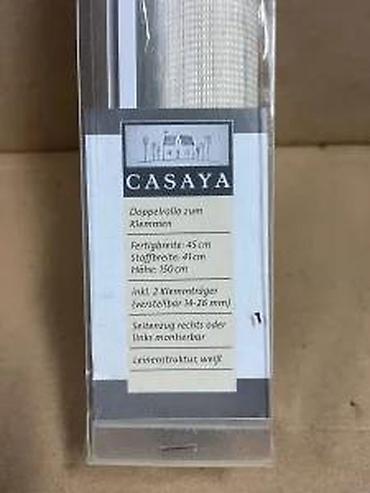 CASAYA
Doppelrollo zum
Klemmen
Fertigbreite: 45 cm
Stoffbreite: 41 cm
Höhe: 150 cm
inkl. 2 Klemmträger
(verstellbar 14-26 mm)
Seitenzug rechts oder
links montierbar
Leinenstruktur, weiß